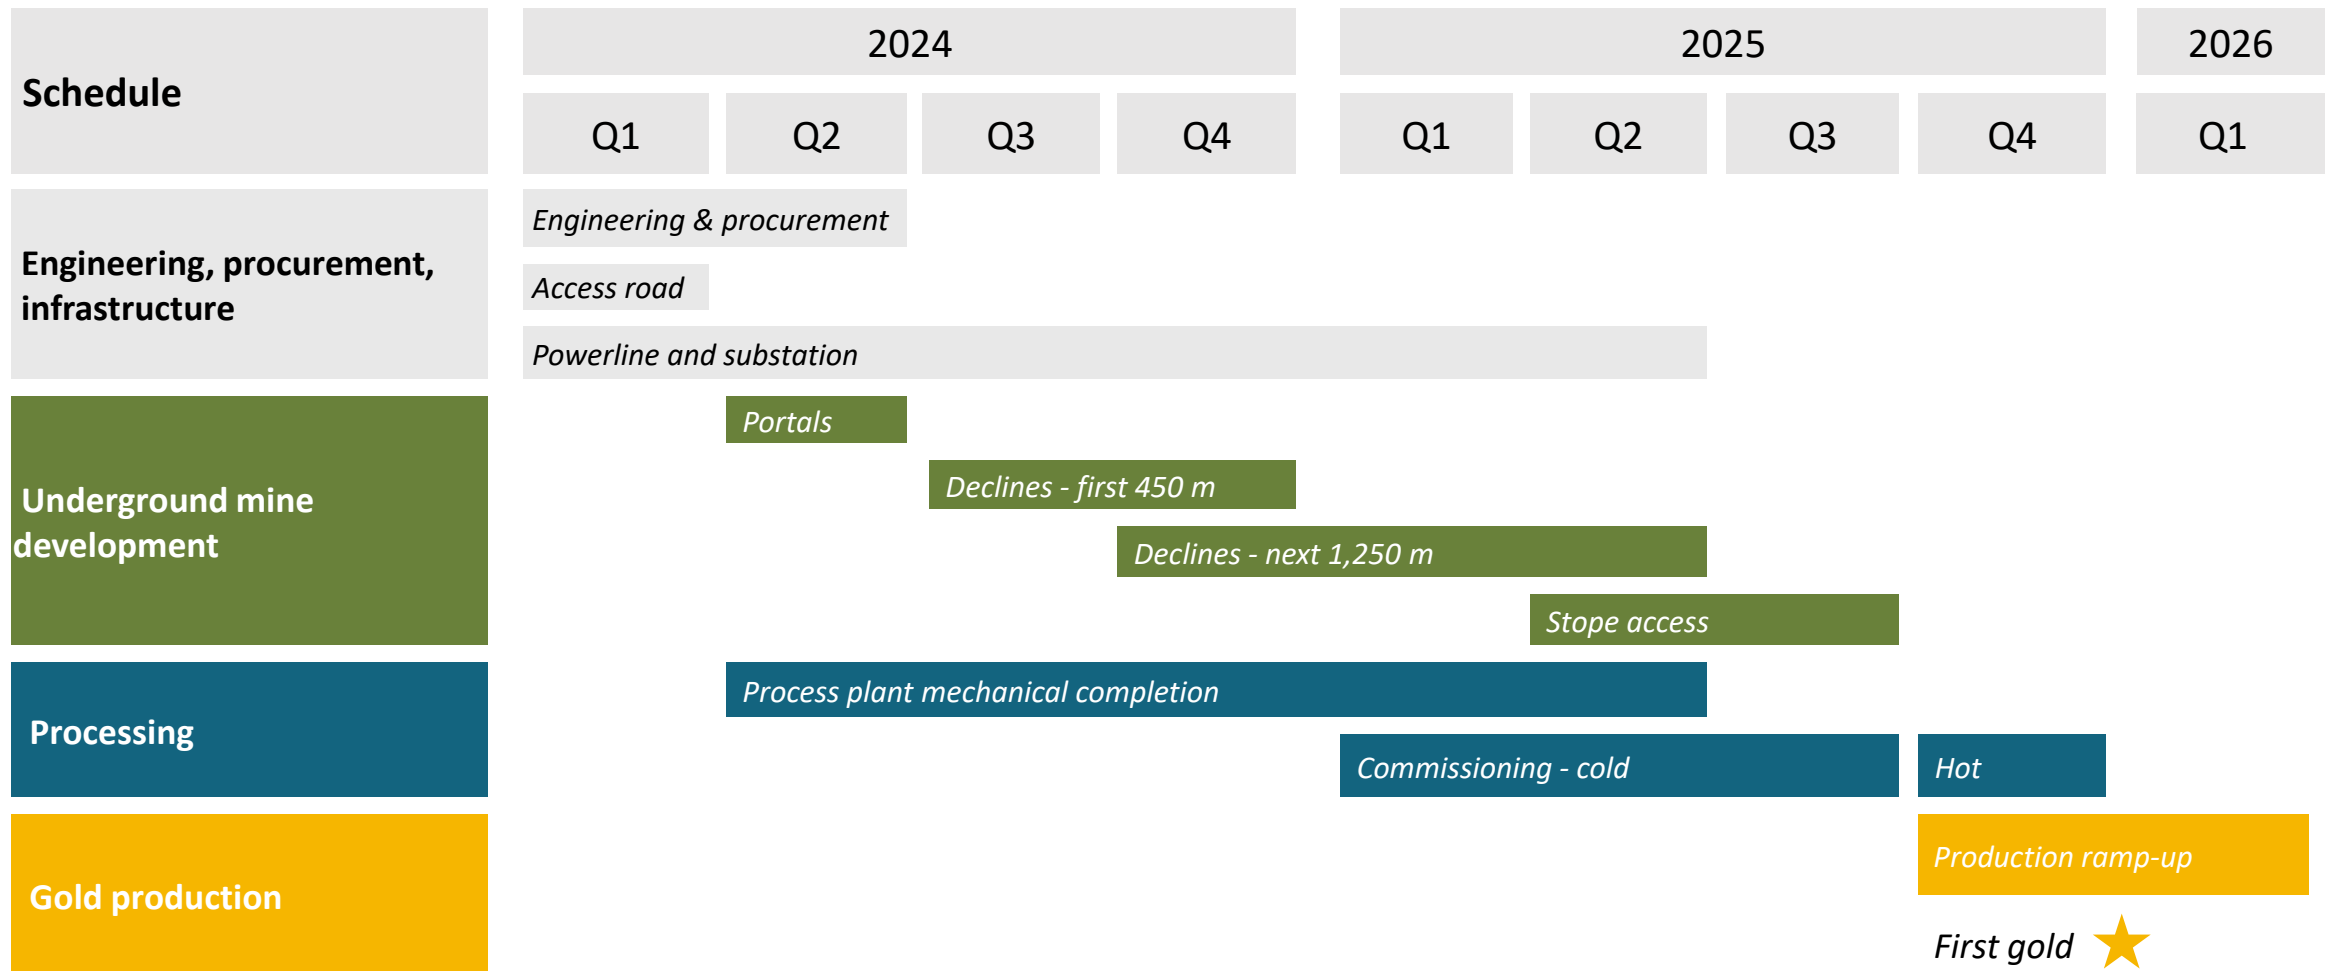 Schedule
2024
2025
2026
Q1
Q2
Q3
Q4
Q1
Q2
Q3
Q4
Q1
Engineering, procurement,
infrastructure
Engineering & procurement
Access road
Powerline and substation
Underground mine
development
Portals
Declines - first 450 m
Declines - next 1,250 m
Stope access
Processing
Process plant mechanical completion
Commissioning - cold
Hot
Gold production
Production ramp-up
First gold